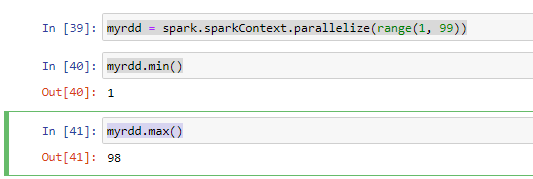 In [39]: myrdd = spark.sparkContext.parallelize(range(1, 99))
In [40]: myrdd.min()
Out[40]: 1
In [41]: myrdd.max()
Out[41]: 98